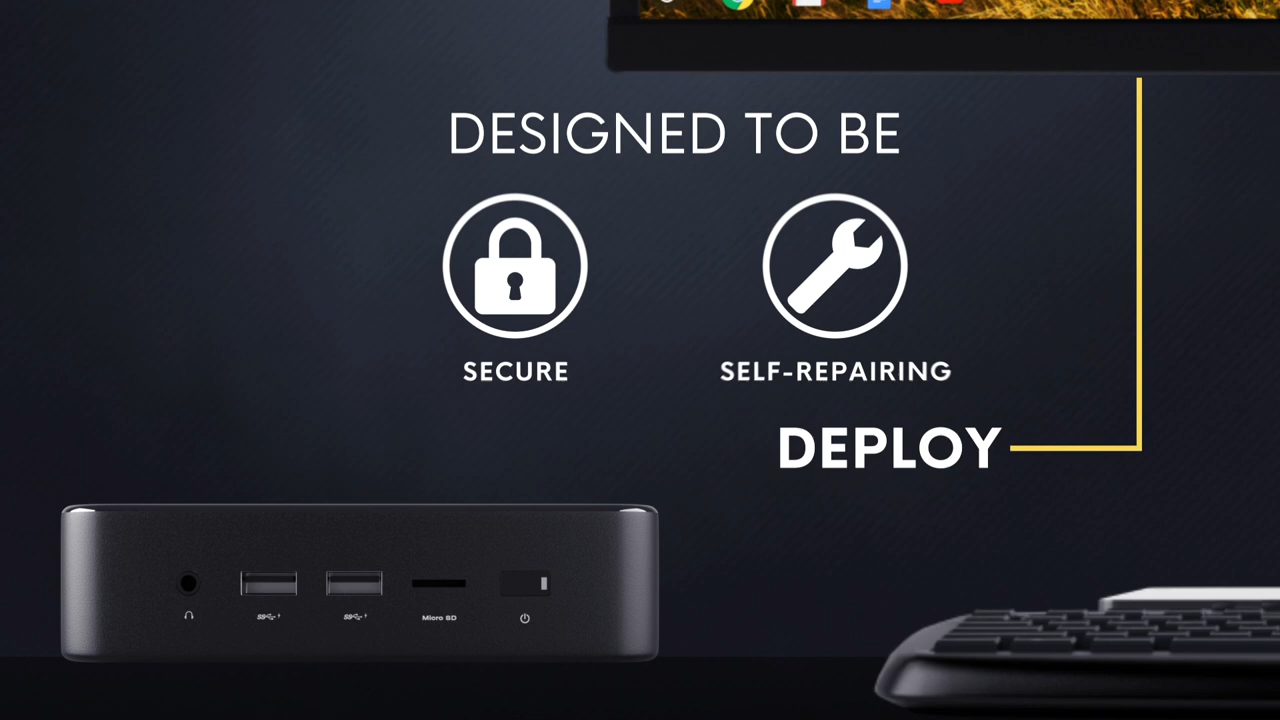 DESIGNED TO BE
SECURE
SELF-REPAIRING
DEPLOY
Micro SD